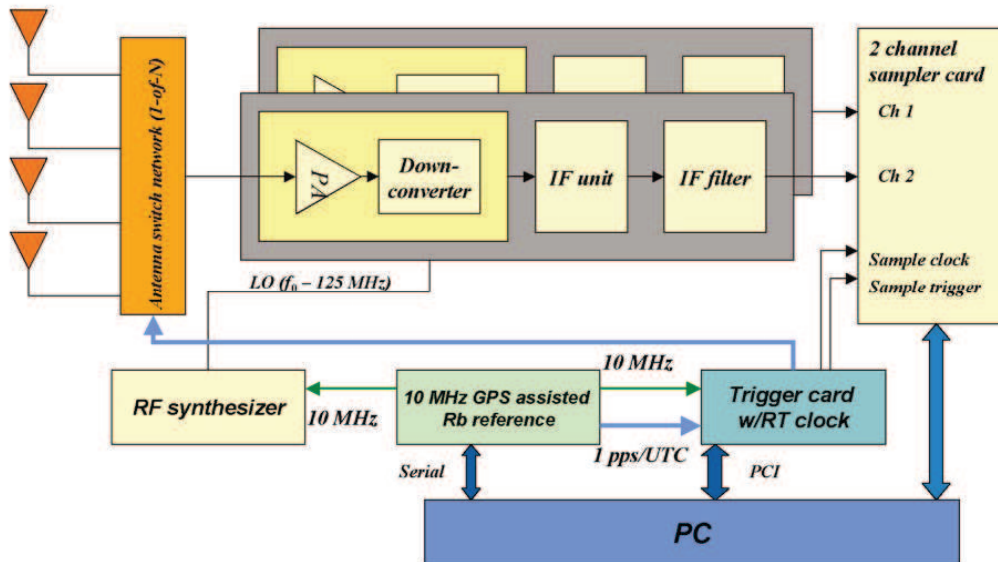 Antenna switch network (1-of-N)
PA
Down-
converter
IF unit
IF filter
2 channel
sampler card
Ch 1
Ch 2
Sample clock
Sample trigger
LO (f₀ – 125 MHz)
RF synthesizer
10 MHz
10 MHz GPS assisted
Rb reference
10 MHz
1 pps/UTC
Trigger card
w/RT clock
Serial
PCI
PC